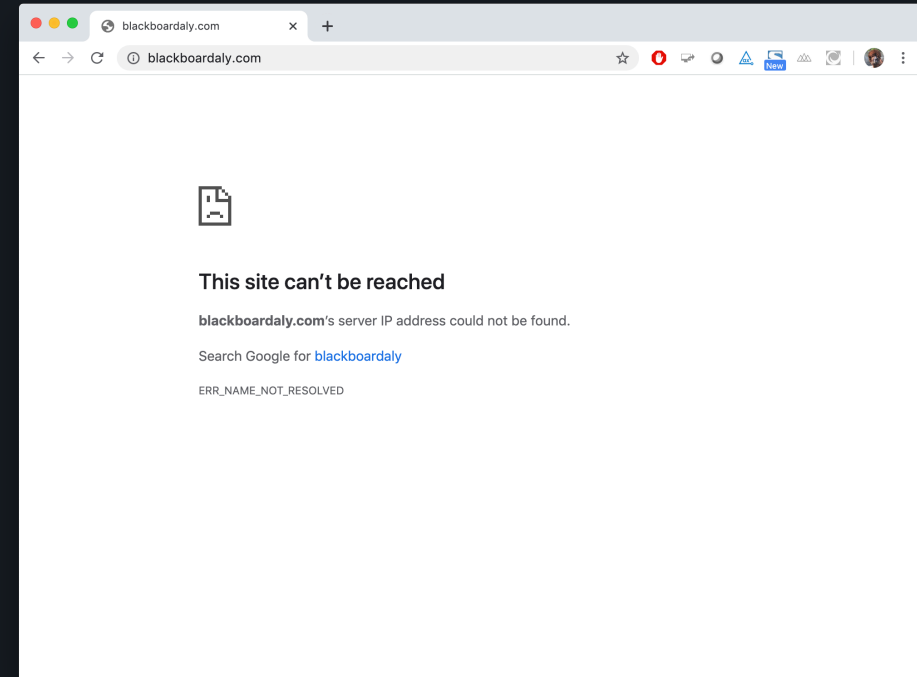 blackboardaly.com
blackboardaly.com
New
This site can’t be reached
blackboardaly.com’s server IP address could not be found.
Search Google for blackboardaly
ERR_NAME_NOT_RESOLVED